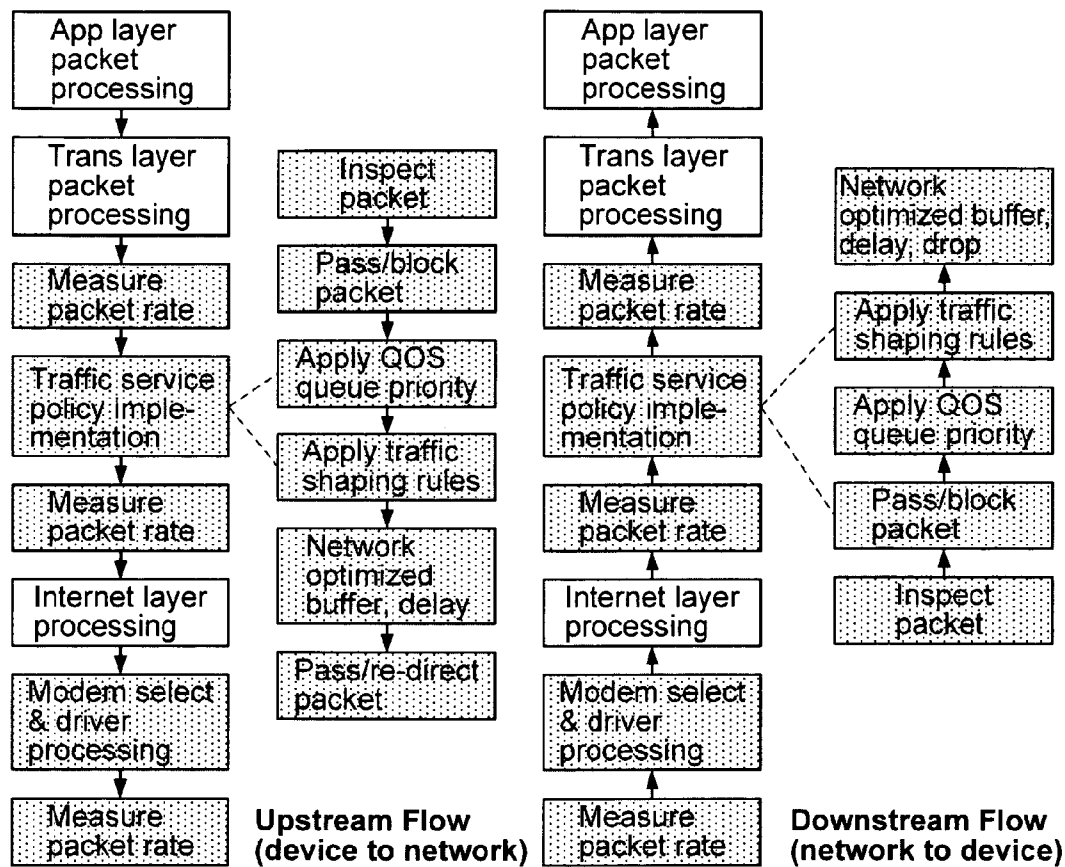 App layer
packet
processing
Trans layer
packet
processing
Measure
packet rate
Traffic service
policy imple-
mentation
Measure
packet rate
Internet layer
processing
Modem select
& driver
processing
Measure
packet rate
Inspect
packet
Pass/block
packet
Apply QOS
queue priority
Apply traffic
shaping rules
Network
optimized
buffer, delay
Pass/re-direct
packet
Upstream Flow
(device to network)
App layer
packet
processing
Trans layer
packet
processing
Measure
packet rate
Traffic service
policy imple-
mentation
Measure
packet rate
Internet layer
processing
Modem select
& driver
processing
Measure
packet rate
Network
optimized buffer,
delay, drop
Apply traffic
shaping rules
Apply QOS
queue priority
Pass/block
packet
Inspect
packet
Downstream Flow
(network to device)